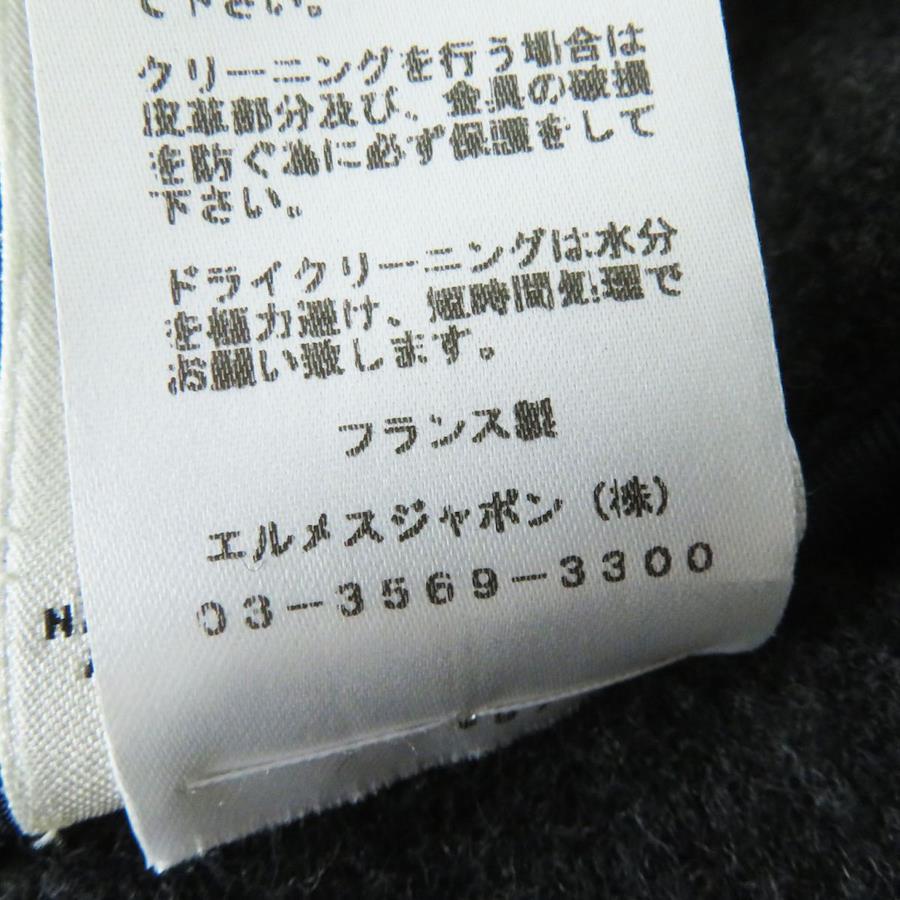 て下さい。
クリーニングを行う場合は
皮革部分及び、金具の破損
を防ぐ為に必ず保護をして
下さい。
ドライクリーニングは水分
を極力避け、短時間処理で
お願い致します。
フランス製
エルメスジャポン（株）
03-3569-3300